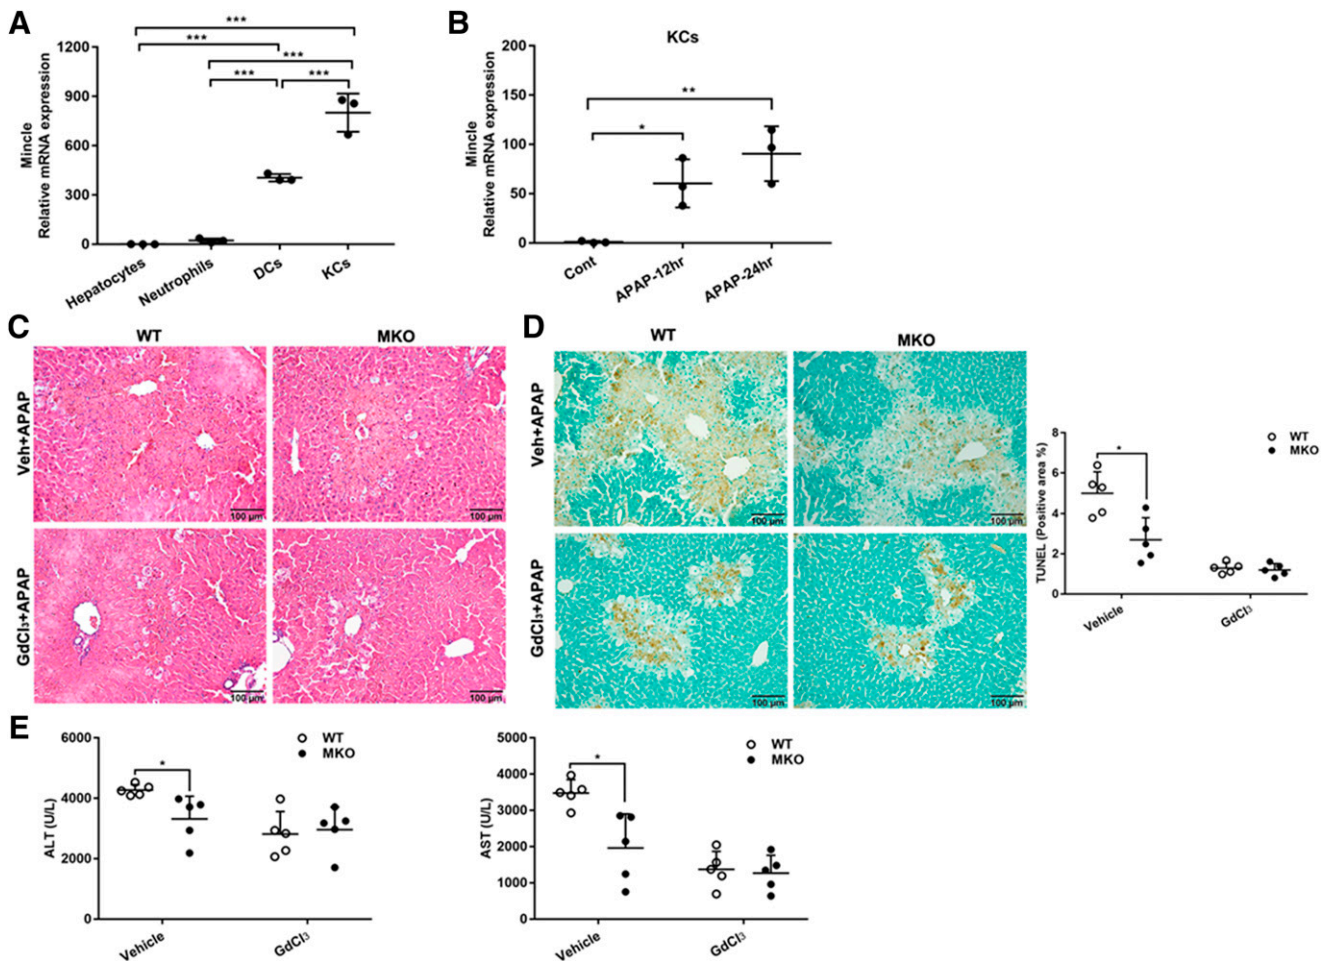 A
Mincle
Relative mRNA expression
1200
900
600
300
0
***
***
***
***
***
Hepatocytes
Neutrophils
DCs
KCs
B
KCs
Mincle
Relative mRNA expression
200
150
100
50
0
**
*
Cont
APAP-12hr
APAP-24hr
C
WT
MKO
Veh+APAP
100 μm
100 μm
GdCl₃+APAP
100 μm
100 μm
D
WT
MKO
Veh+APAP
100 μm
100 μm
GdCl₃+APAP
100 μm
100 μm
TUNEL (Positive area %)
8
6
4
2
0
*
WT
MKO
Vehicle
GdCl₃
E
ALT (U/L)
6000
4000
2000
0
*
WT
MKO
Vehicle
GdCl₃
AST (U/L)
5000
4000
3000
2000
1000
0
*
WT
MKO
Vehicle
GdCl₃